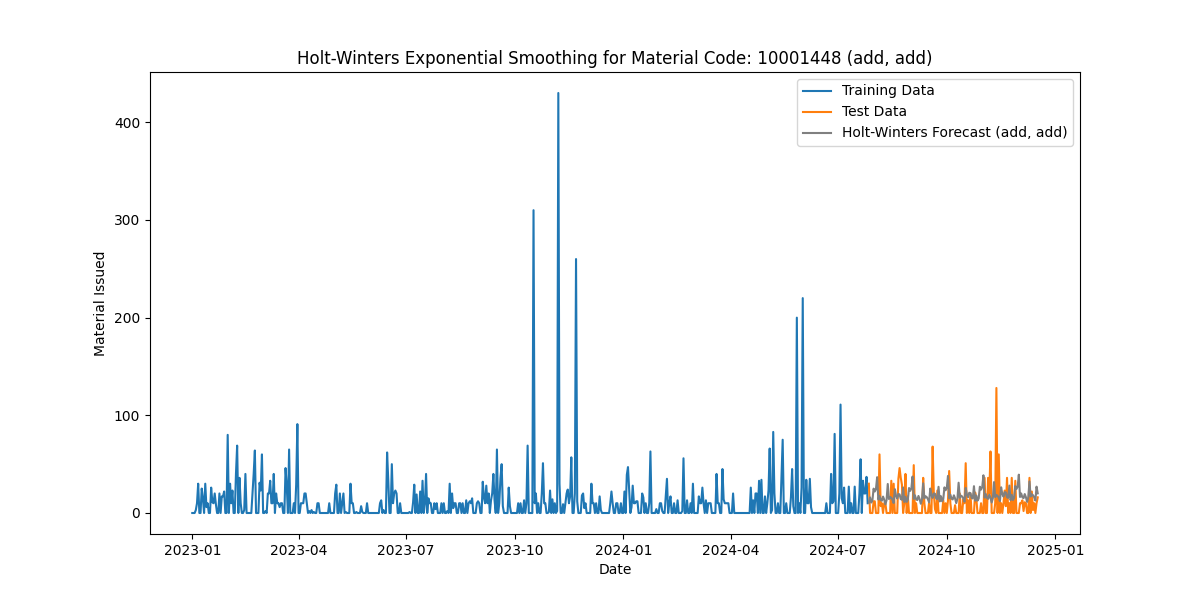 Holt-Winters Exponential Smoothing for Material Code: 10001448 (add, add)
Training Data
Test Data
Holt-Winters Forecast (add, add)
Material Issued
400
300
200
100
0
2023-01 2023-04 2023-07 2023-10 2024-01 2024-04 2024-07 2024-10 2025-01
Date